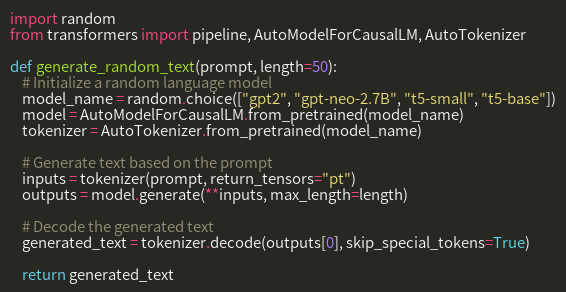 import random
from transformers import pipeline, AutoModelForCausalLM, AutoTokenizer

def generate_random_text(prompt, length=50):
    # Initialize a random language model
    model_name = random.choice(["gpt2", "gpt-neo-2.7B", "t5-small", "t5-base"])
    model = AutoModelForCausalLM.from_pretrained(model_name)
    tokenizer = AutoTokenizer.from_pretrained(model_name)

    # Generate text based on the prompt
    inputs = tokenizer(prompt, return_tensors="pt")
    outputs = model.generate(**inputs, max_length=length)

    # Decode the generated text
    generated_text = tokenizer.decode(outputs[0], skip_special_tokens=True)

    return generated_text